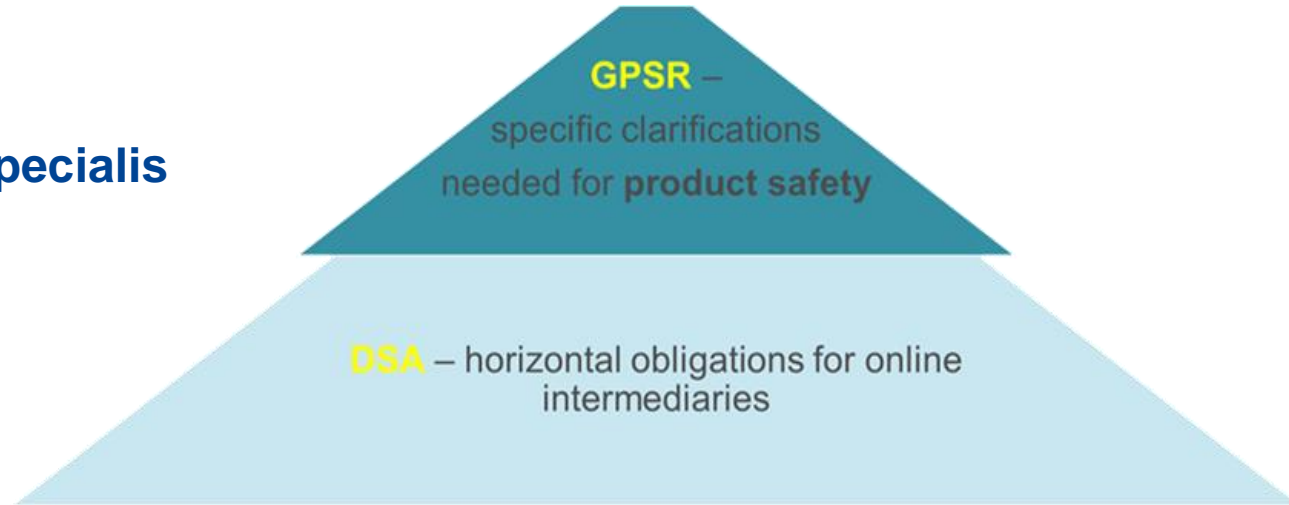 GPSR –
specific clarifications
needed for product safety
pecialis
DSA – horizontal obligations for online
intermediaries